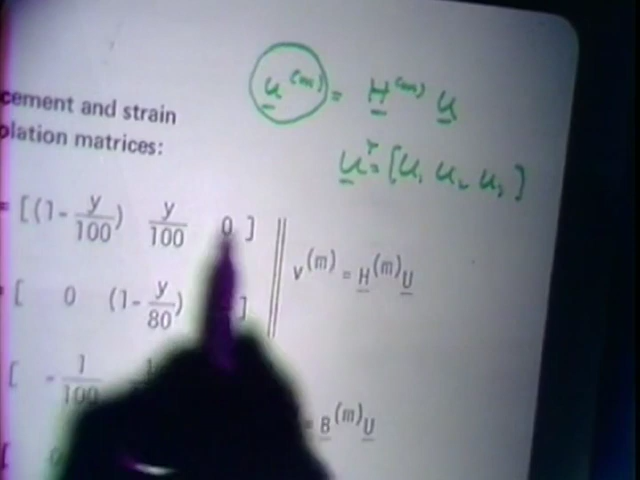 u^(m) = H^(m) U
U^T = [U₁ U₂ U₃]
cement and strain
olation matrices:
= [(1 - y/100) y/100 0]
v^(m) = H^(m) U
= [ 0 (1 - y/80) ]
[ - 1/100
= B^(m) U
[